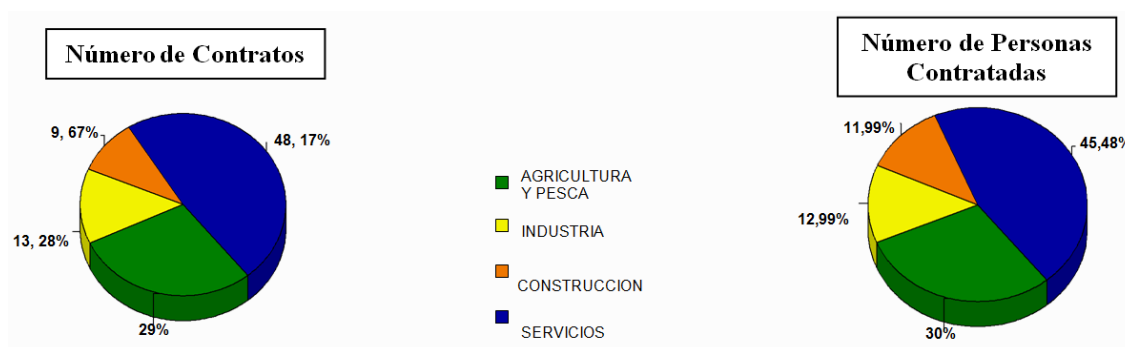 Número de Contratos
9, 67%
48, 17%
13, 28%
29%
AGRICULTURA
Y PESCA
INDUSTRIA
CONSTRUCCION
SERVICIOS
Número de Personas
Contratadas
11,99%
45,48%
12,99%
30%